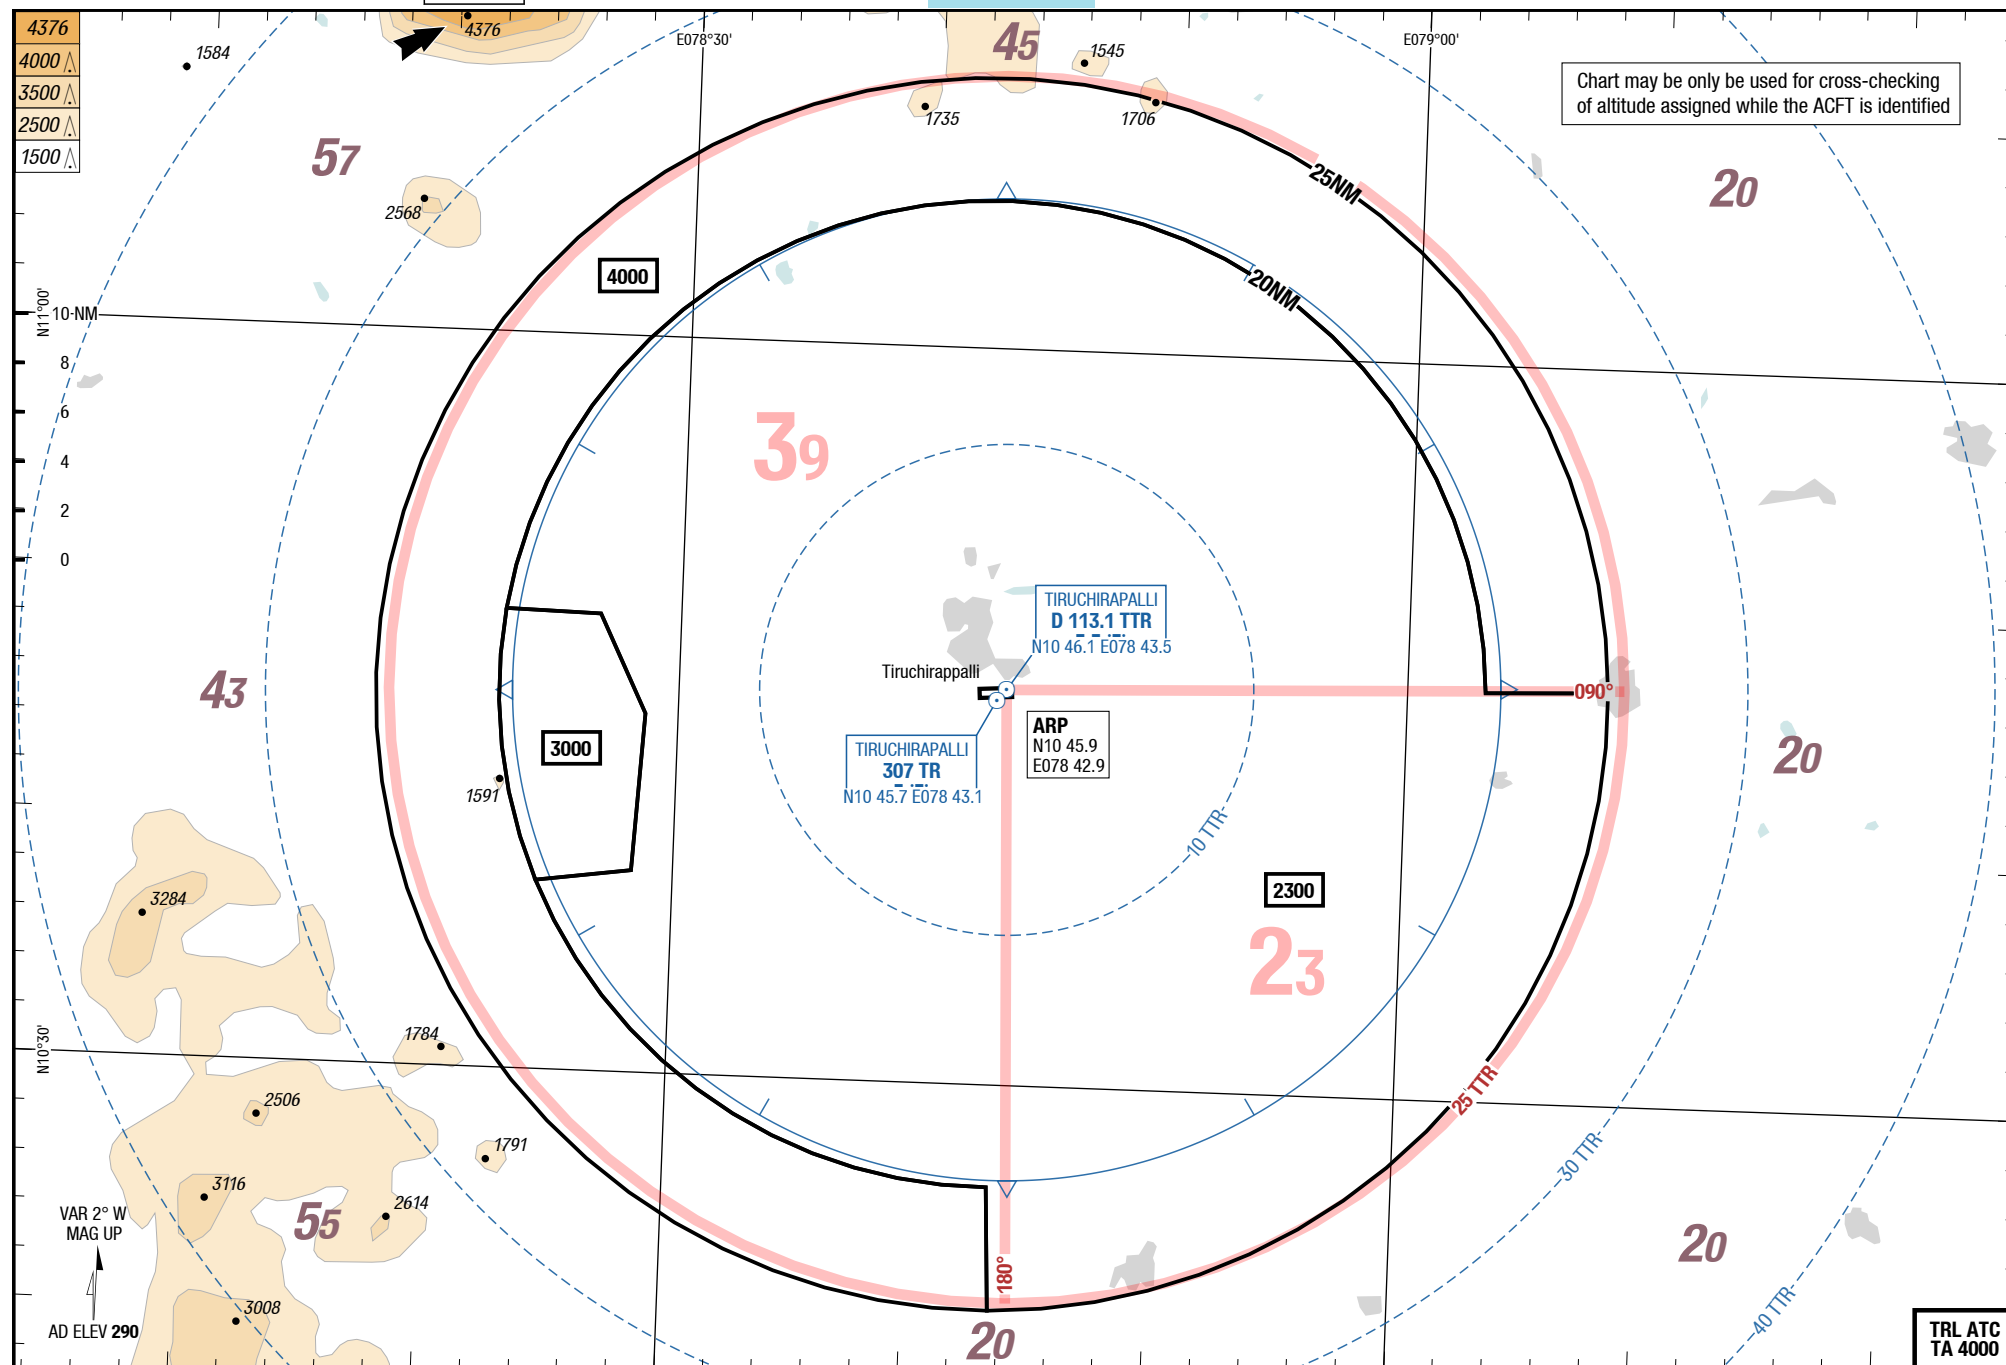 4376
4000
3500
2500
1500
1584
4376
E078°30'
45
1545
E079°00'
Chart may be only be used for cross-checking
of altitude assigned while the ACFT is identified
1735
1706
57
25NM
20
2568
4000
20NM
N11°00'
10 NM
8
6
4
2
0
39
TIRUCHIRAPALLI
D 113.1 TTR
N10 46.1 E078 43.5
Tiruchirappalli
43
090°
ARP
N10 45.9
E078 42.9
3000
TIRUCHIRAPALLI
307 TR
N10 45.7 E078 43.1
20
1591
10 TTR
2300
3284
23
1784
N10°30'
2506
25 TTR
1791
30 TTR
3116
2614
VAR 2° W
MAG UP
55
20
180°
3008
AD ELEV 290
20
40 TTR
TRL ATC
TA 4000